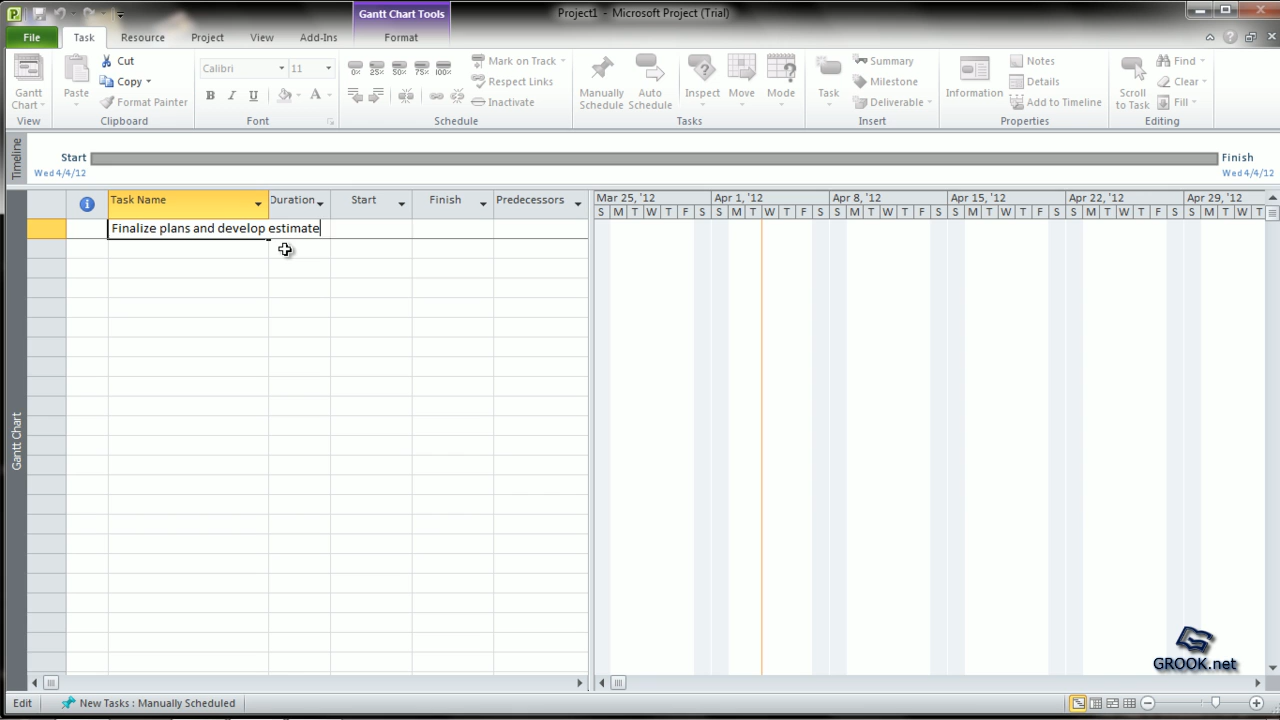 Gantt Chart Tools
Project1 - Microsoft Project (Trial)
File Task Resource Project View Add-Ins Format
Gantt Chart
View
Paste
Cut
Copy
Format Painter
Clipboard
Calibri 11
B I U A
Font
0% 25% 50% 75% 100%
Mark on Track
Respect Links
Inactivate
Schedule
Manually Schedule
Auto Schedule
Inspect
Move
Mode
Tasks
Task
Summary
Milestone
Deliverable
Insert
Information
Notes
Details
Add to Timeline
Properties
Scroll to Task
Find
Clear
Fill
Editing
Timeline
Start
Wed 4/4/12
Finish
Wed 4/4/12
Task Name Duration Start Finish Predecessors
Mar 25, '12 Apr 1, '12 Apr 8, '12 Apr 15, '12 Apr 22, '12 Apr 29, '12
S M T W T F S S M T W T F S S M T W T F S S M T W T F S S M T W T F S S M T W T
Finalize plans and develop estimate
Gantt Chart
GROOK.net
Edit New Tasks : Manually Scheduled